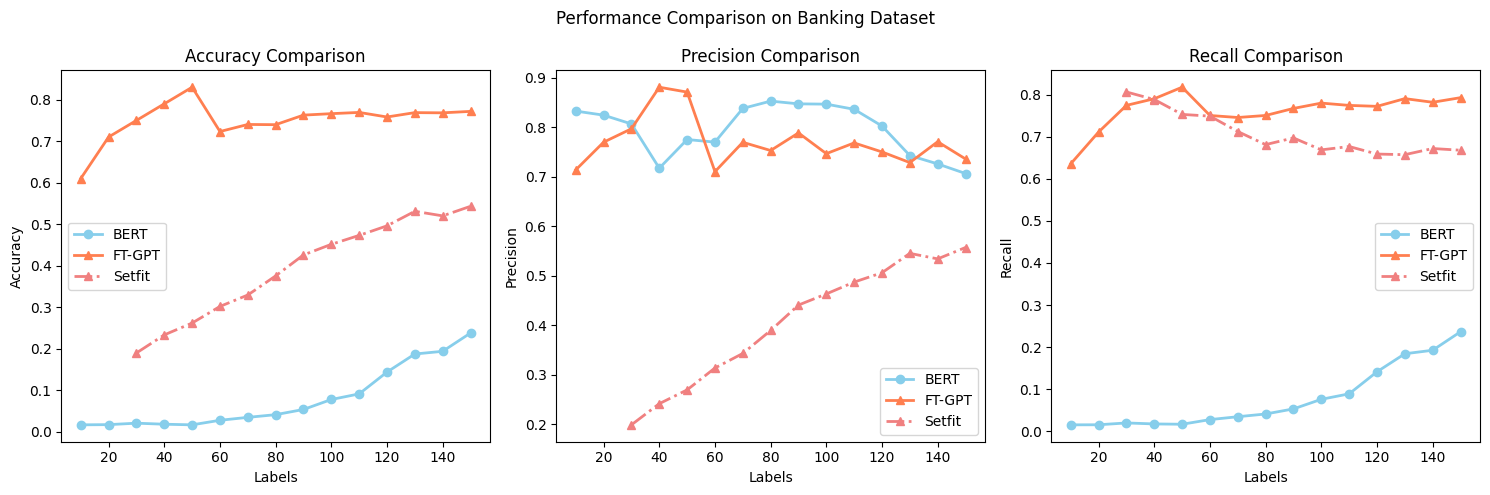 Performance Comparison on Banking Dataset
Accuracy Comparison
Accuracy
0.8
0.7
0.6
0.5
0.4
0.3
0.2
0.1
0.0
BERT
FT-GPT
Setfit
20 40 60 80 100 120 140
Labels
Precision Comparison
Precision
0.9
0.8
0.7
0.6
0.5
0.4
0.3
0.2
BERT
FT-GPT
Setfit
20 40 60 80 100 120 140
Labels
Recall Comparison
Recall
0.8
0.7
0.6
0.5
0.4
0.3
0.2
0.1
0.0
BERT
FT-GPT
Setfit
20 40 60 80 100 120 140
Labels